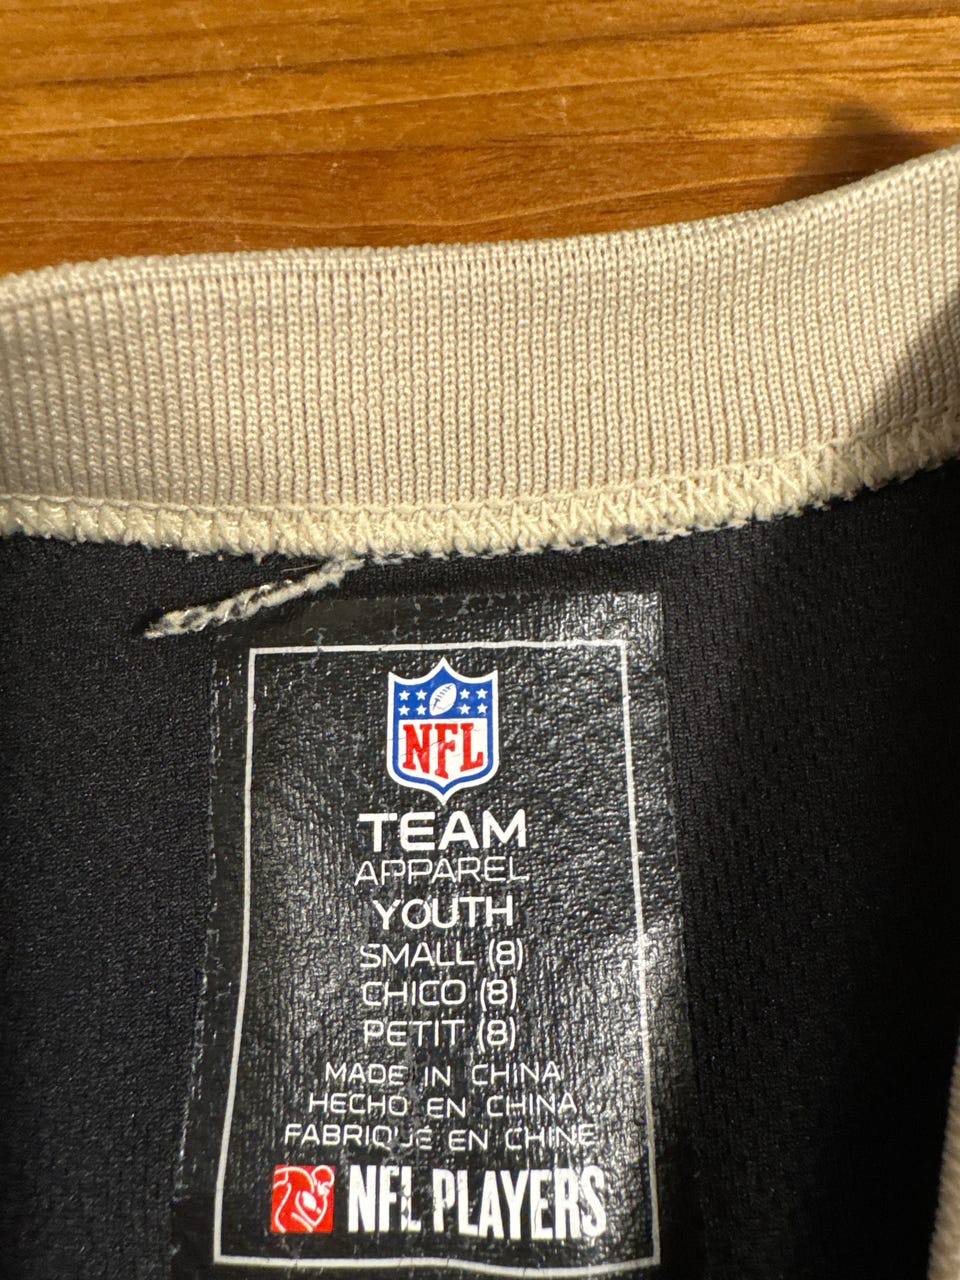 NFL
TEAM
APPAREL
YOUTH
SMALL (8)
CHICO (8)
PETIT (8)
MADE IN CHINA
HECHO EN CHINA
FABRIQUÉ EN CHINE
NFL PLAYERS